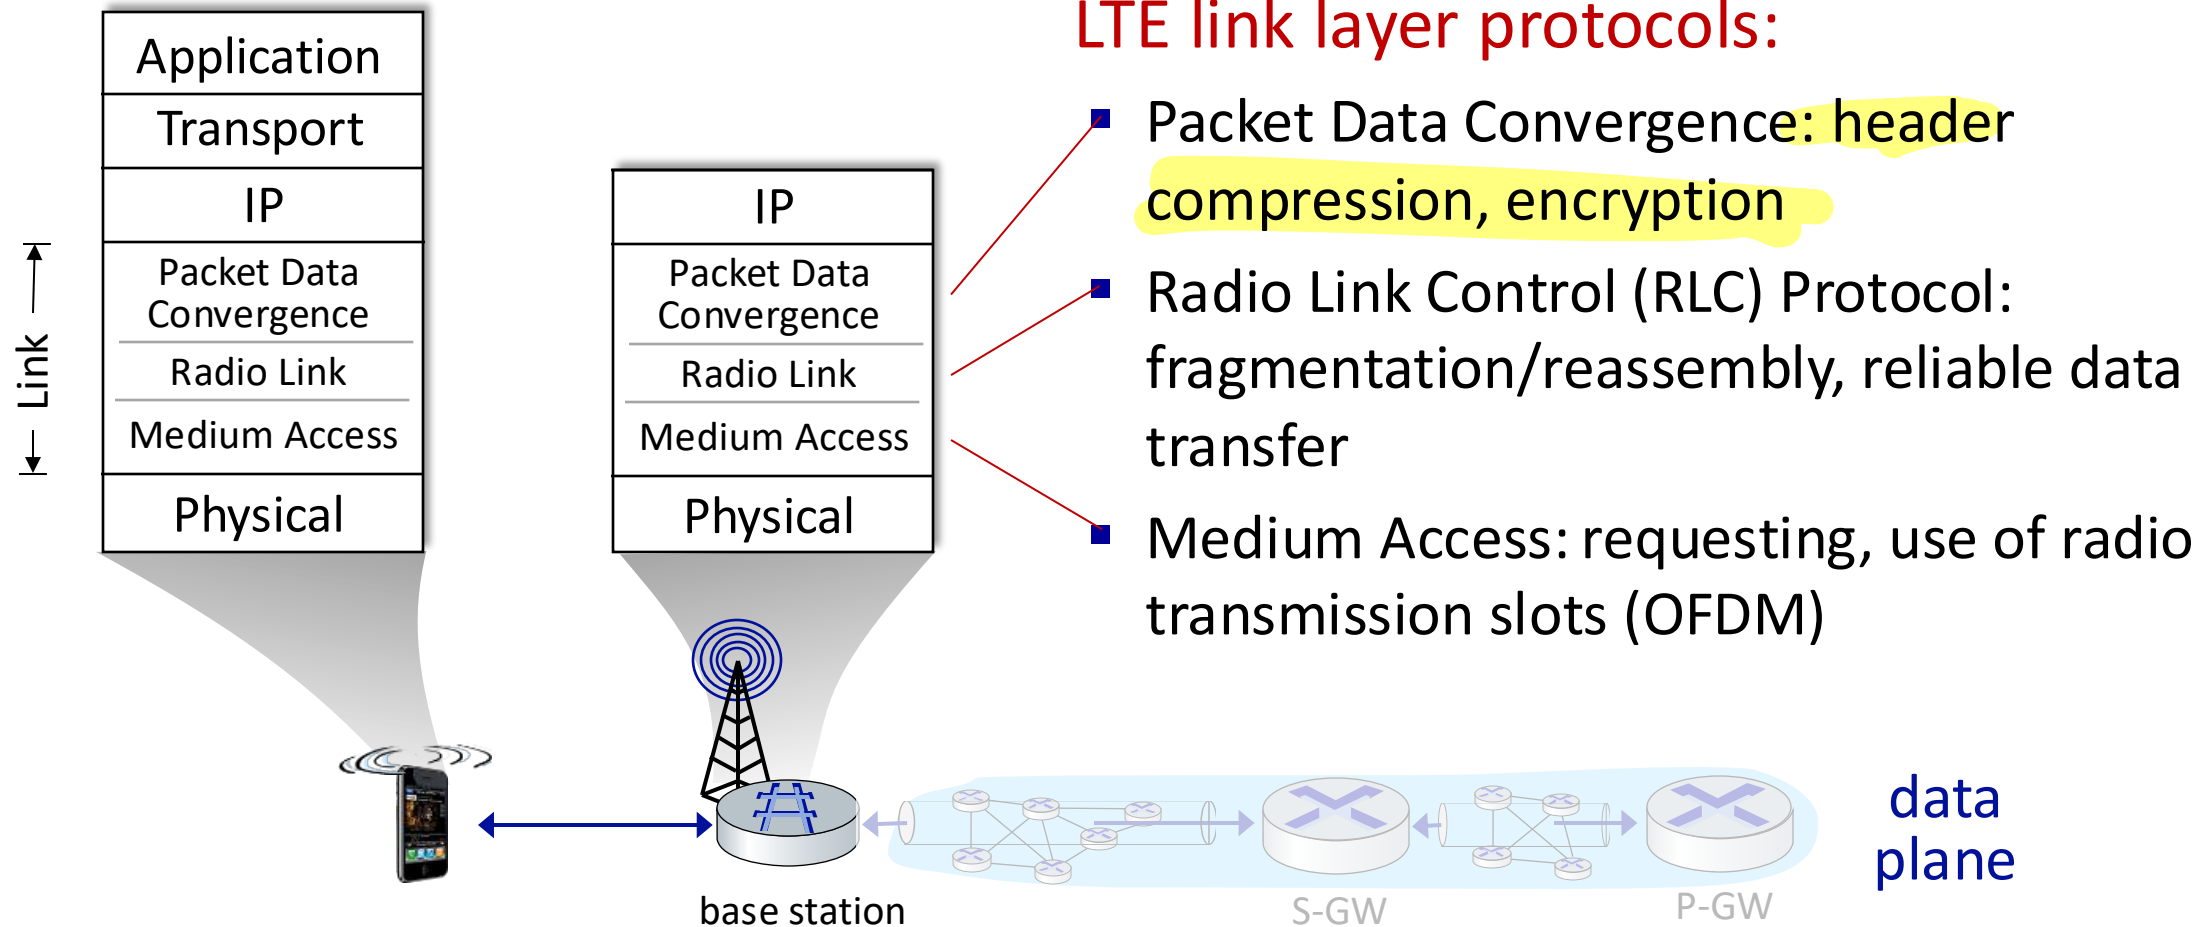 LTE link layer protocols:
Application
Transport
IP
Packet Data
Convergence
Radio Link
Medium Access
Physical
Link
IP
Packet Data
Convergence
Radio Link
Medium Access
Physical
Packet Data Convergence: header
compression, encryption
Radio Link Control (RLC) Protocol:
fragmentation/reassembly, reliable data
transfer
Medium Access: requesting, use of radio
transmission slots (OFDM)
base station
S-GW
P-GW
data
plane